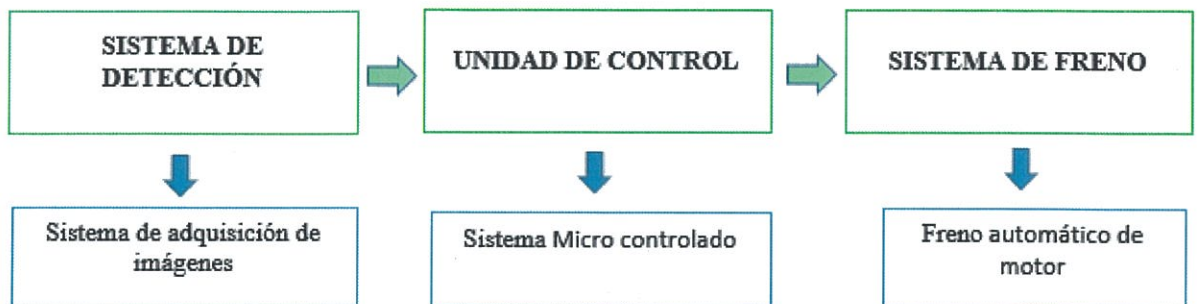 SISTEMA DE
DETECCIÓN
UNIDAD DE CONTROL
SISTEMA DE FRENO
Sistema de adquisición de
imágenes
Sistema Micro controlado
Freno automático de
motor